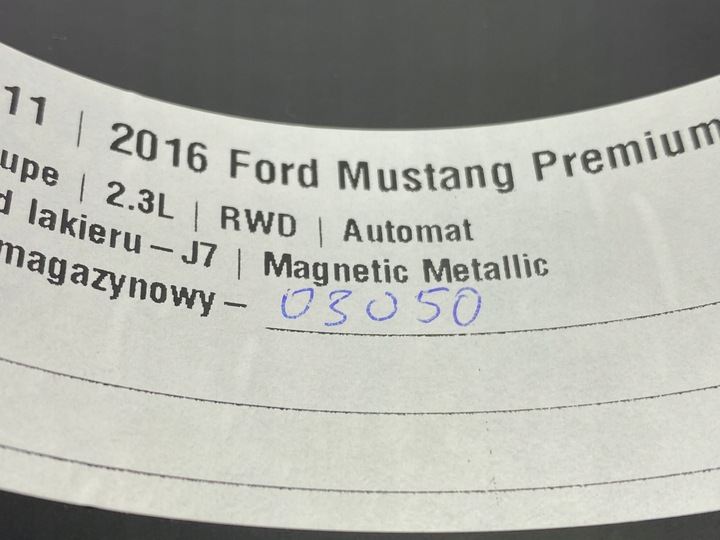 11 | 2016 Ford Mustang Premium
upe | 2.3L | RWD | Automat
d lakieru – J7 | Magnetic Metallic
magazynowy – 03050